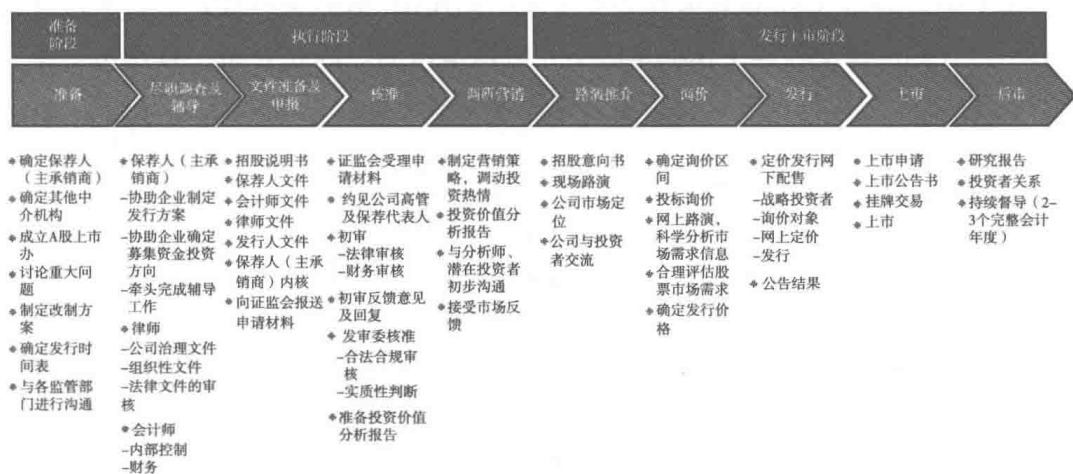 准备
阶段
执行阶段
发行上市阶段
准备
尽职调查及
辅导
文件准备及
申报
核准
调研营销
路演推介
询价
发行
上市
后市
◆确定保荐人
（主承销商）
◆确定其他中
介机构
◆成立A股上市
办
◆讨论重大问
题
◆制定改制方
案
◆确定发行时
间表
◆与各监管部
门进行沟通
◆保荐人（主承
销商）
–协助企业制定
发行方案
–协助企业确定
募集资金投资
方向
–牵头完成辅导
工作
◆律师
–公司治理文件
–组织性文件
–法律文件的审
核
◆会计师
–内部控制
–财务
◆招股说明书
◆保荐人文件
◆会计师文件
◆律师文件
◆发行人文件
◆保荐人（主承
销商）内核
◆向证监会报送
申请材料
◆证监会受理申
请材料
◆约见公司高管
及保荐代表人
◆初审
–法律审核
–财务审核
◆初审反馈意见
及回复
◆发审委核准
–合法合规审
核
–实质性判断
◆准备投资价值
分析报告
◆制定营销策
略，调动投
资热情
◆投资价值分
析报告
◆与分析师、
潜在投资者
初步沟通
◆接受市场反
馈
◆招股意向书
◆现场路演
◆公司市场定
位
◆公司与投资
者交流
◆确定询价区
间
◆投标询价
◆网上路演、
科学分析市
场需求信息
◆合理评估股
票市场需求
◆确定发行价
格
◆定价发行网
下配售
–战略投资者
–询价对象
–网上定价
–发行
◆公告结果
◆上市申请
◆上市公告书
◆挂牌交易
◆上市
◆研究报告
◆投资者关系
◆持续督导（2–
3个完整会计
年度）